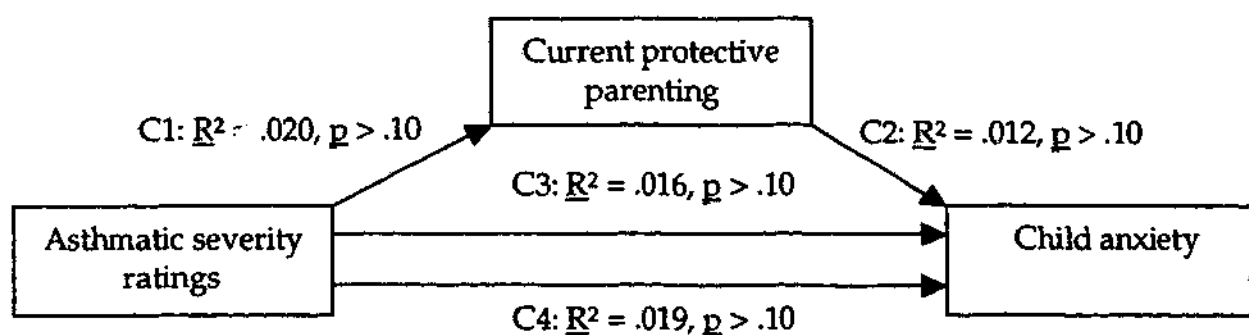 Current protective
parenting
C1: R² = .020, p > .10
C2: R² = .012, p > .10
C3: R² = .016, p > .10
Asthmatic severity
ratings
Child anxiety
C4: R² = .019, p > .10